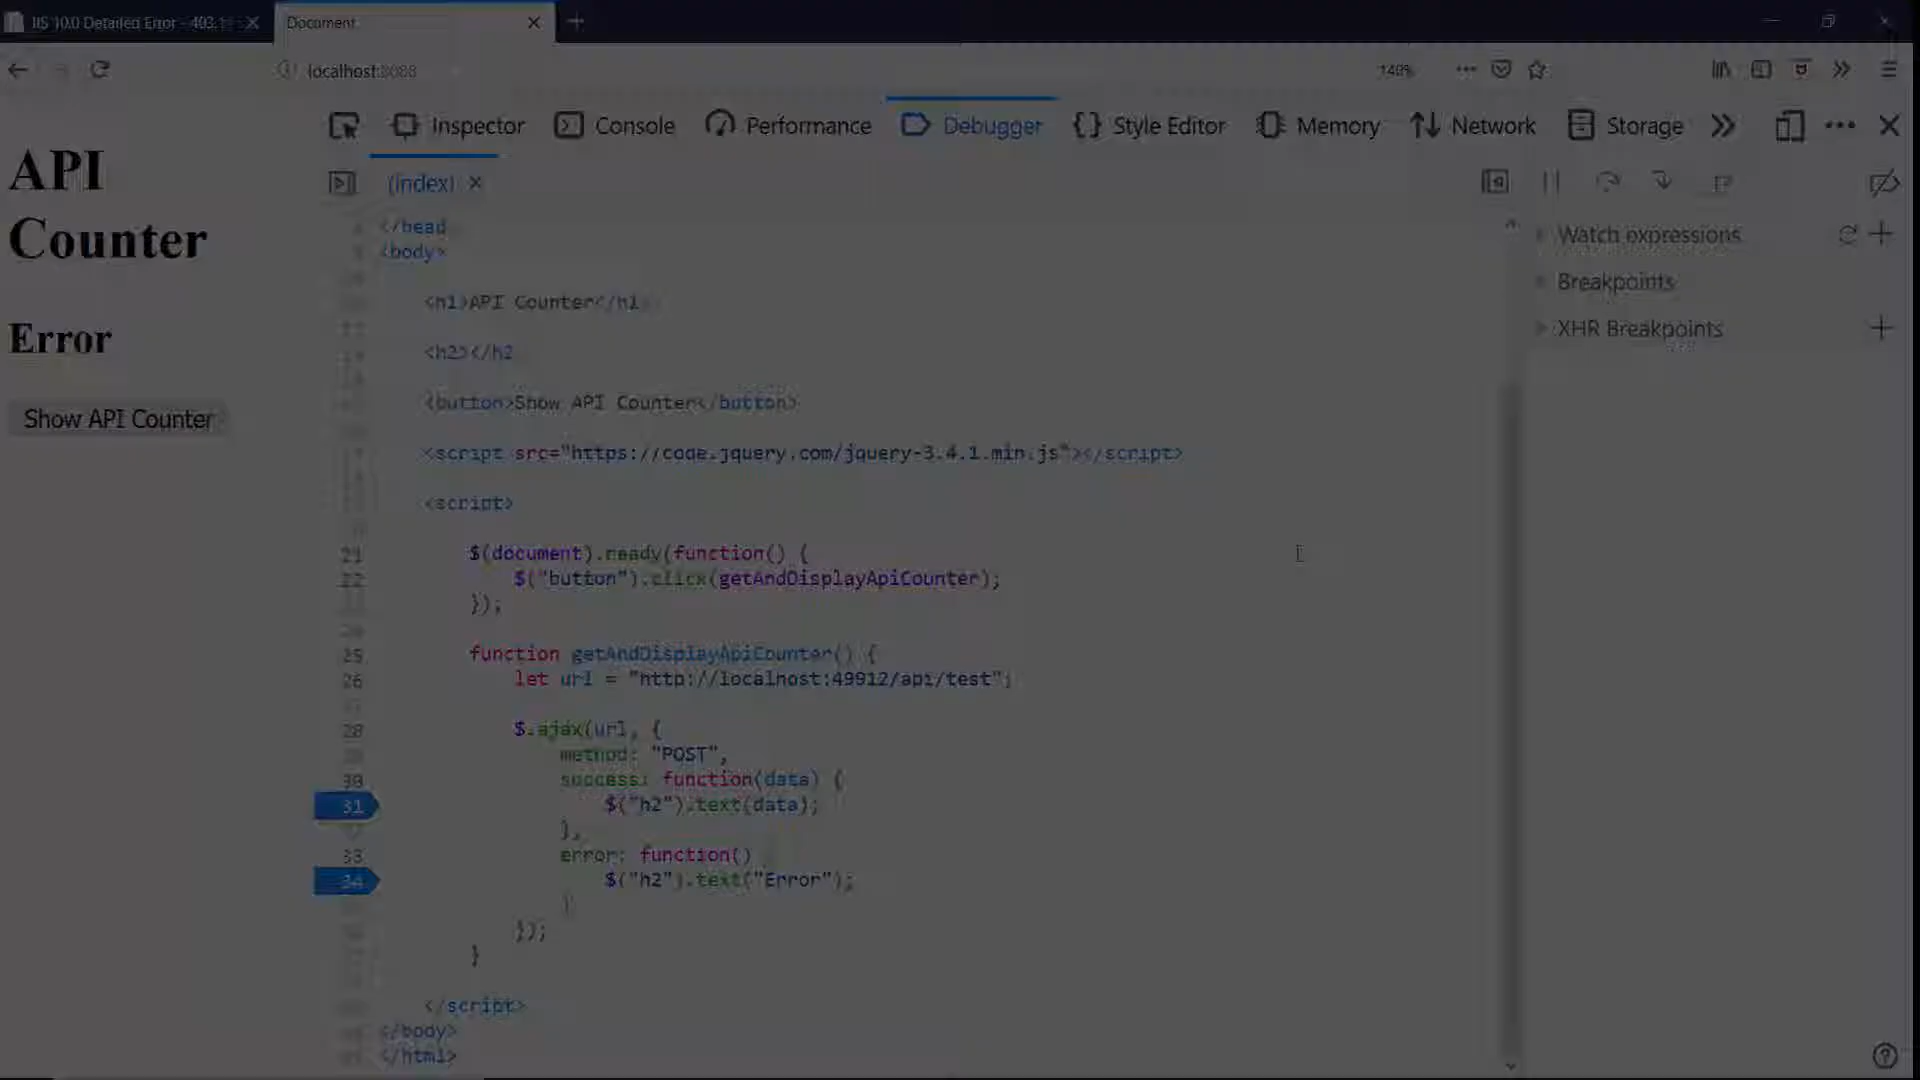 IIS 10.0 Detailed Error - 403.1
Document
localhost:8088
140%
Inspector
Console
Performance
Debugger
Style Editor
Memory
Network
Storage
(index)
API
Counter
Error
Show API Counter
</head
<body>
<h1>API Counter</h1>
<h2></h2
<button>Show API Counter</button>
<script src="https://code.jquery.com/jquery-3.4.1.min.js"></script>
<script>
21 $(document).ready(function() {
22 $("button").click(getAndDisplayApiCounter);
});
25 function getAndDisplayApiCounter() {
26 let url = "http://localhost:49912/api/test";
28 $.ajax(url, {
method: "POST",
30 success: function(data) {
31 $("h2").text(data);
},
33 error: function()
34 $("h2").text("Error");
}
});
}
</script>
</body>
</html>
Watch expressions
Breakpoints
XHR Breakpoints